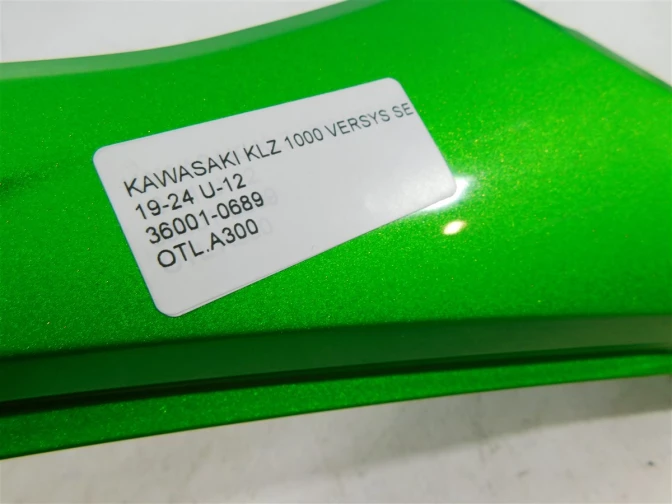 KAWASAKI KLZ 1000 VERSYS SE
19-24 U-12
36001-0689
OTL.A300